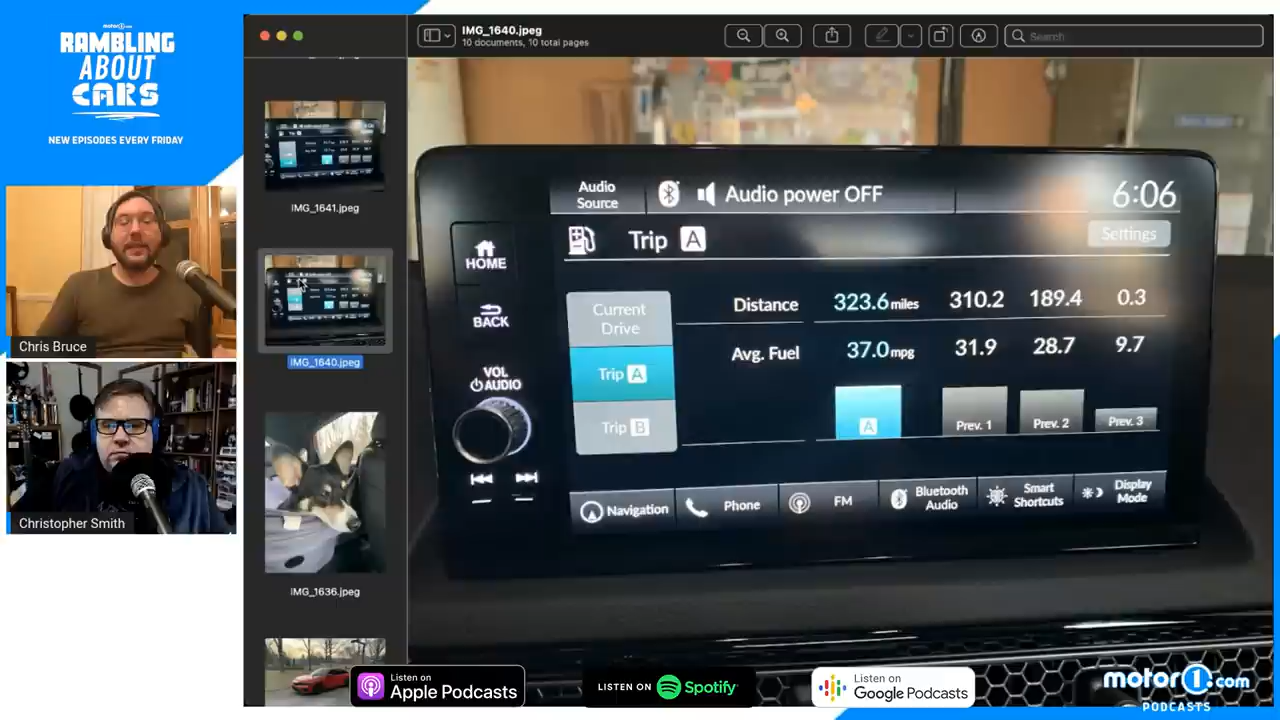 motor1.com
RAMBLING
ABOUT
CARS
NEW EPISODES EVERY FRIDAY
Chris Bruce
Christopher Smith
IMG_1640.jpeg
10 documents, 10 total pages
Search
IMG_1641.jpeg
IMG_1640.jpeg
IMG_1636.jpeg
Audio Source
Audio power OFF
6:06
HOME
Trip A
Settings
BACK
VOL
AUDIO
Current Drive
Trip A
Trip B
Distance 323.6 miles 310.2 189.4 0.3
Avg. Fuel 37.0 mpg 31.9 28.7 9.7
A Prev. 1 Prev. 2 Prev. 3
Navigation Phone FM Bluetooth Audio Smart Shortcuts Display Mode
Listen on
Apple Podcasts
LISTEN ON Spotify
Listen on
Google Podcasts
motor1.com
PODCASTS